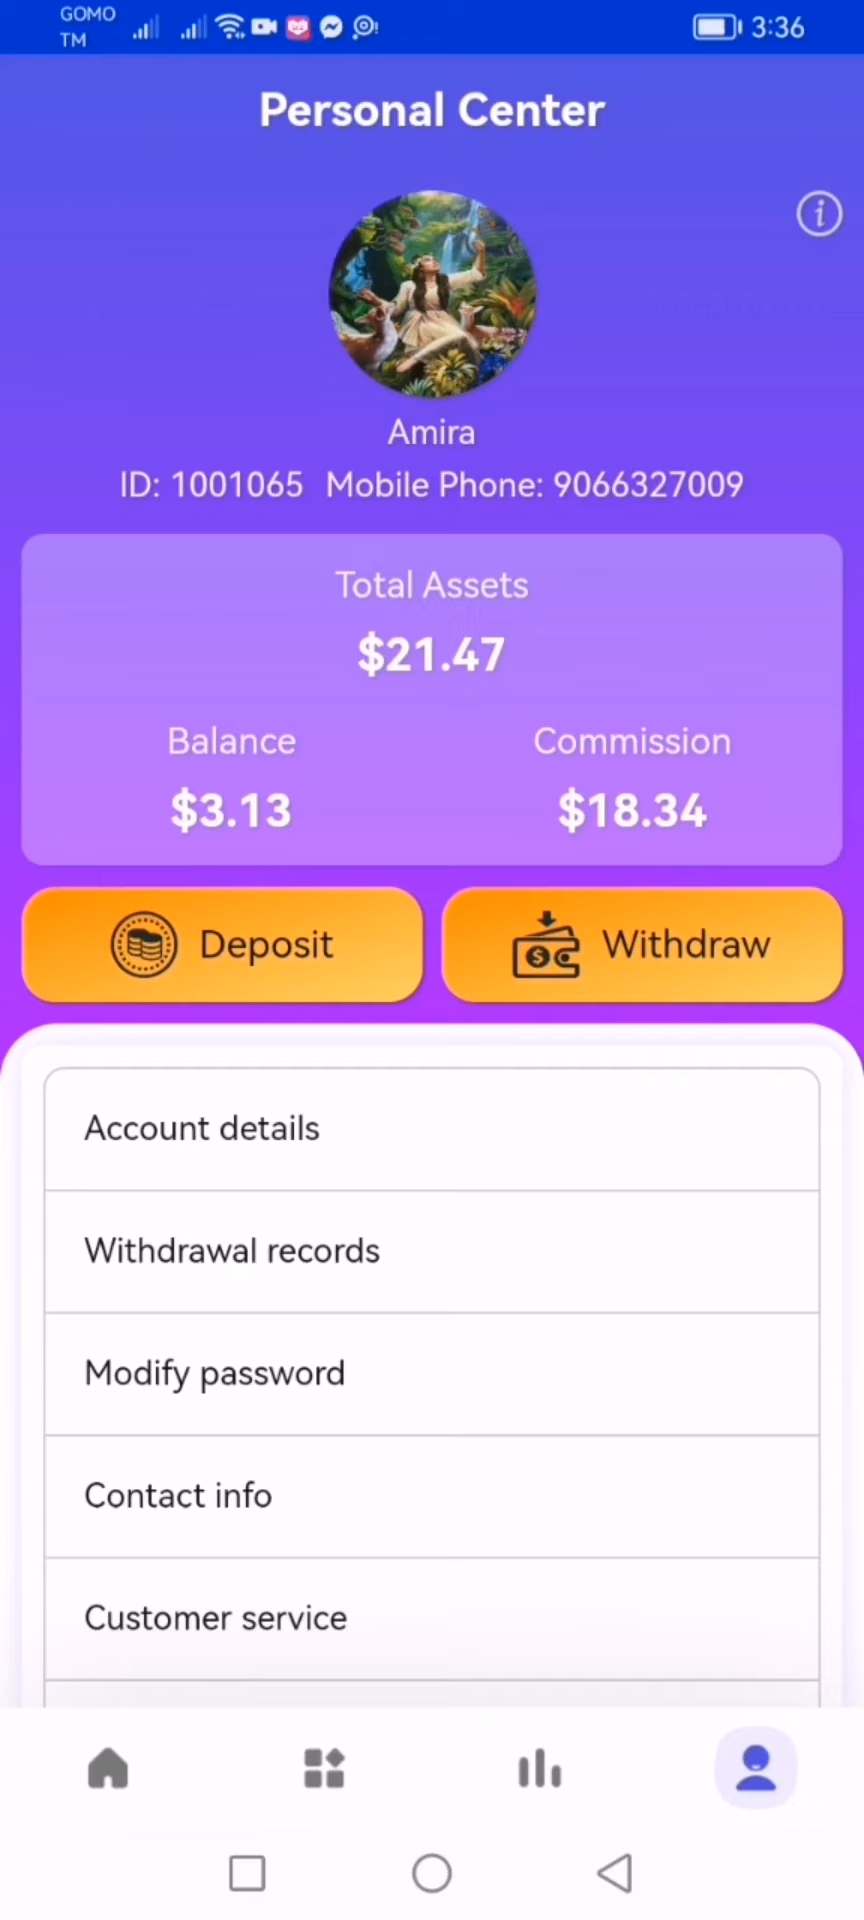 GOMO
TM
3:36
Personal Center
Amira
ID: 1001065 Mobile Phone: 9066327009
Total Assets
$21.47
Balance Commission
$3.13 $18.34
Deposit Withdraw
Account details
Withdrawal records
Modify password
Contact info
Customer service